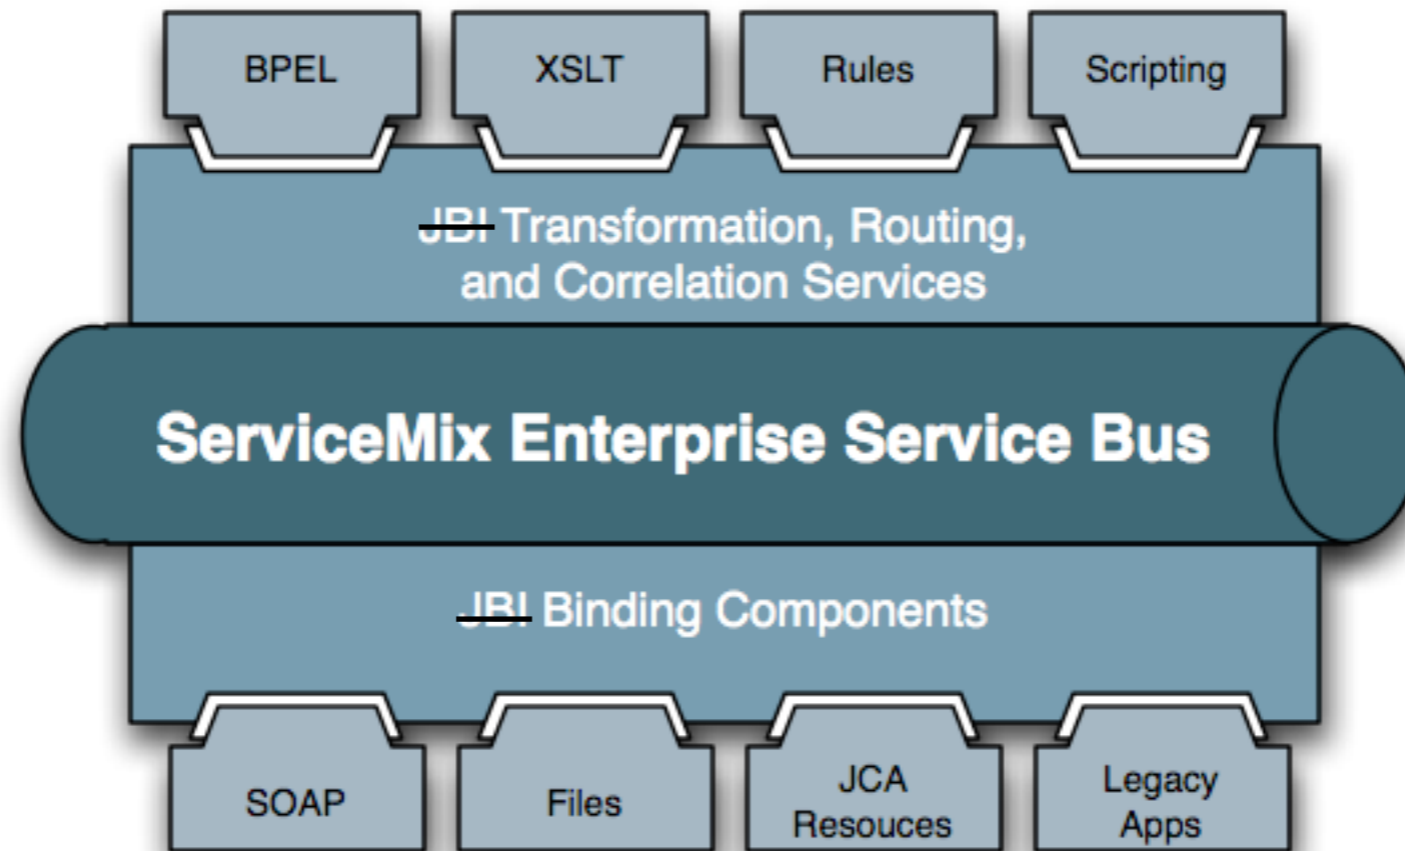 BPEL
XSLT
Rules
Scripting
JBI Transformation, Routing,
and Correlation Services
ServiceMix Enterprise Service Bus
JBI Binding Components
SOAP
Files
JCA
Resouces
Legacy
Apps